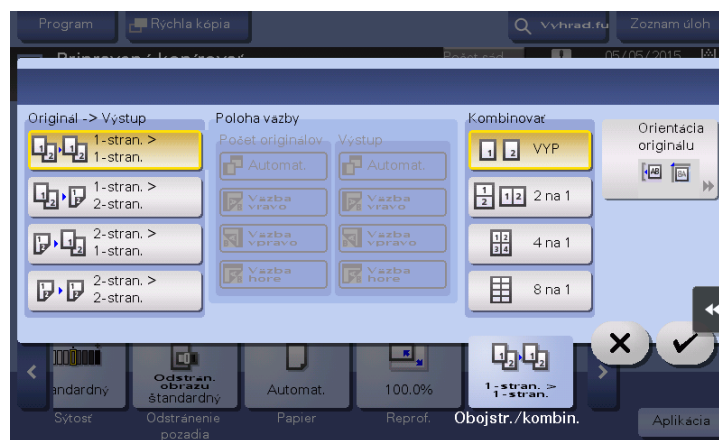 Program
Rýchla kópia
Vyhrad.fu
Zoznam úloh
05/05/2015
Originál -> Výstup
Poloha väzby
Kombinovať
Počet originálov
Výstup
1-stran. >
1-stran.
1-stran. >
2-stran.
2-stran. >
1-stran.
2-stran. >
2-stran.
Automat.
Automat.
Väzba
vľavo
Väzba
vľavo
Väzba
vpravo
Väzba
vpravo
Väzba
hore
Väzba
hore
VYP
2 na 1
4 na 1
8 na 1
Orientácia
originálu
andardný
Odstrán.
obrazu
štandardný
Automat.
100.0%
1-stran. >
1-stran.
Sýtosť
Odstránenie
pozadia
Papier
Reprof.
Obojstr./kombin.
Aplikácia